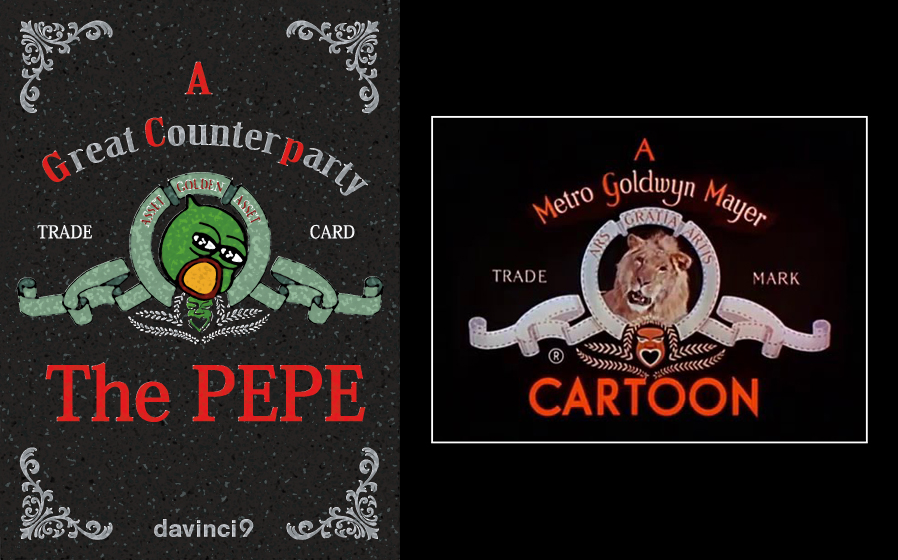 A
Great Counterparty
ASSET GOLDEN ASSET
TRADE CARD
The PEPE
davinci9
A
Metro Goldwyn Mayer
ARS GRATIA ARTIS
TRADE MARK
®
CARTOON